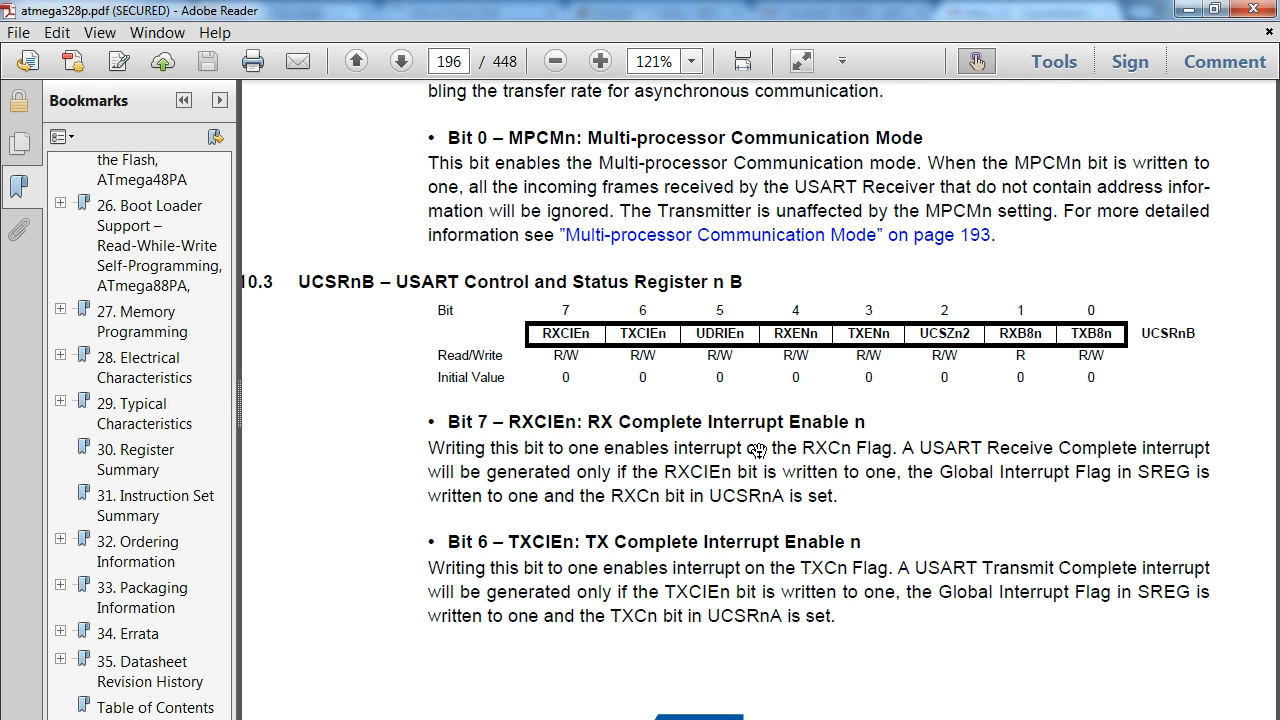 atmega328p.pdf (SECURED) - Adobe Reader
File Edit View Window Help
196 / 448 121% Tools Sign Comment
Bookmarks
the Flash,
ATmega48PA
26. Boot Loader
Support –
Read-While-Write
Self-Programming,
ATmega88PA,
27. Memory
Programming
28. Electrical
Characteristics
29. Typical
Characteristics
30. Register
Summary
31. Instruction Set
Summary
32. Ordering
Information
33. Packaging
Information
34. Errata
35. Datasheet
Revision History
Table of Contents
bling the transfer rate for asynchronous communication.
• Bit 0 – MPCMn: Multi-processor Communication Mode
This bit enables the Multi-processor Communication mode. When the MPCMn bit is written to
one, all the incoming frames received by the USART Receiver that do not contain address infor-
mation will be ignored. The Transmitter is unaffected by the MPCMn setting. For more detailed
information see ”Multi-processor Communication Mode” on page 193.
10.3 UCSRnB – USART Control and Status Register n B
Bit 7 6 5 4 3 2 1 0
RXCIEn TXCIEn UDRIEn RXENn TXENn UCSZn2 RXB8n TXB8n UCSRnB
Read/Write R/W R/W R/W R/W R/W R/W R R/W
Initial Value 0 0 0 0 0 0 0 0
• Bit 7 – RXCIEn: RX Complete Interrupt Enable n
Writing this bit to one enables interrupt on the RXCn Flag. A USART Receive Complete interrupt
will be generated only if the RXCIEn bit is written to one, the Global Interrupt Flag in SREG is
written to one and the RXCn bit in UCSRnA is set.
• Bit 6 – TXCIEn: TX Complete Interrupt Enable n
Writing this bit to one enables interrupt on the TXCn Flag. A USART Transmit Complete interrupt
will be generated only if the TXCIEn bit is written to one, the Global Interrupt Flag in SREG is
written to one and the TXCn bit in UCSRnA is set.